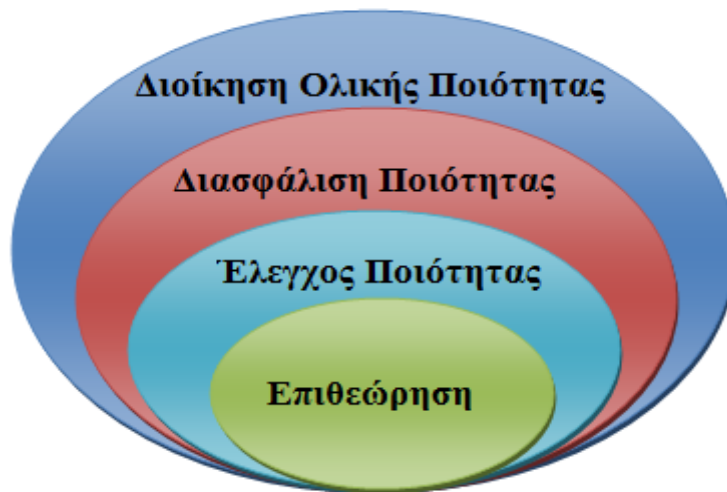 Διοίκηση Ολικής Ποιότητας
Διασφάλιση Ποιότητας
Έλεγχος Ποιότητας
Επιθεώρηση